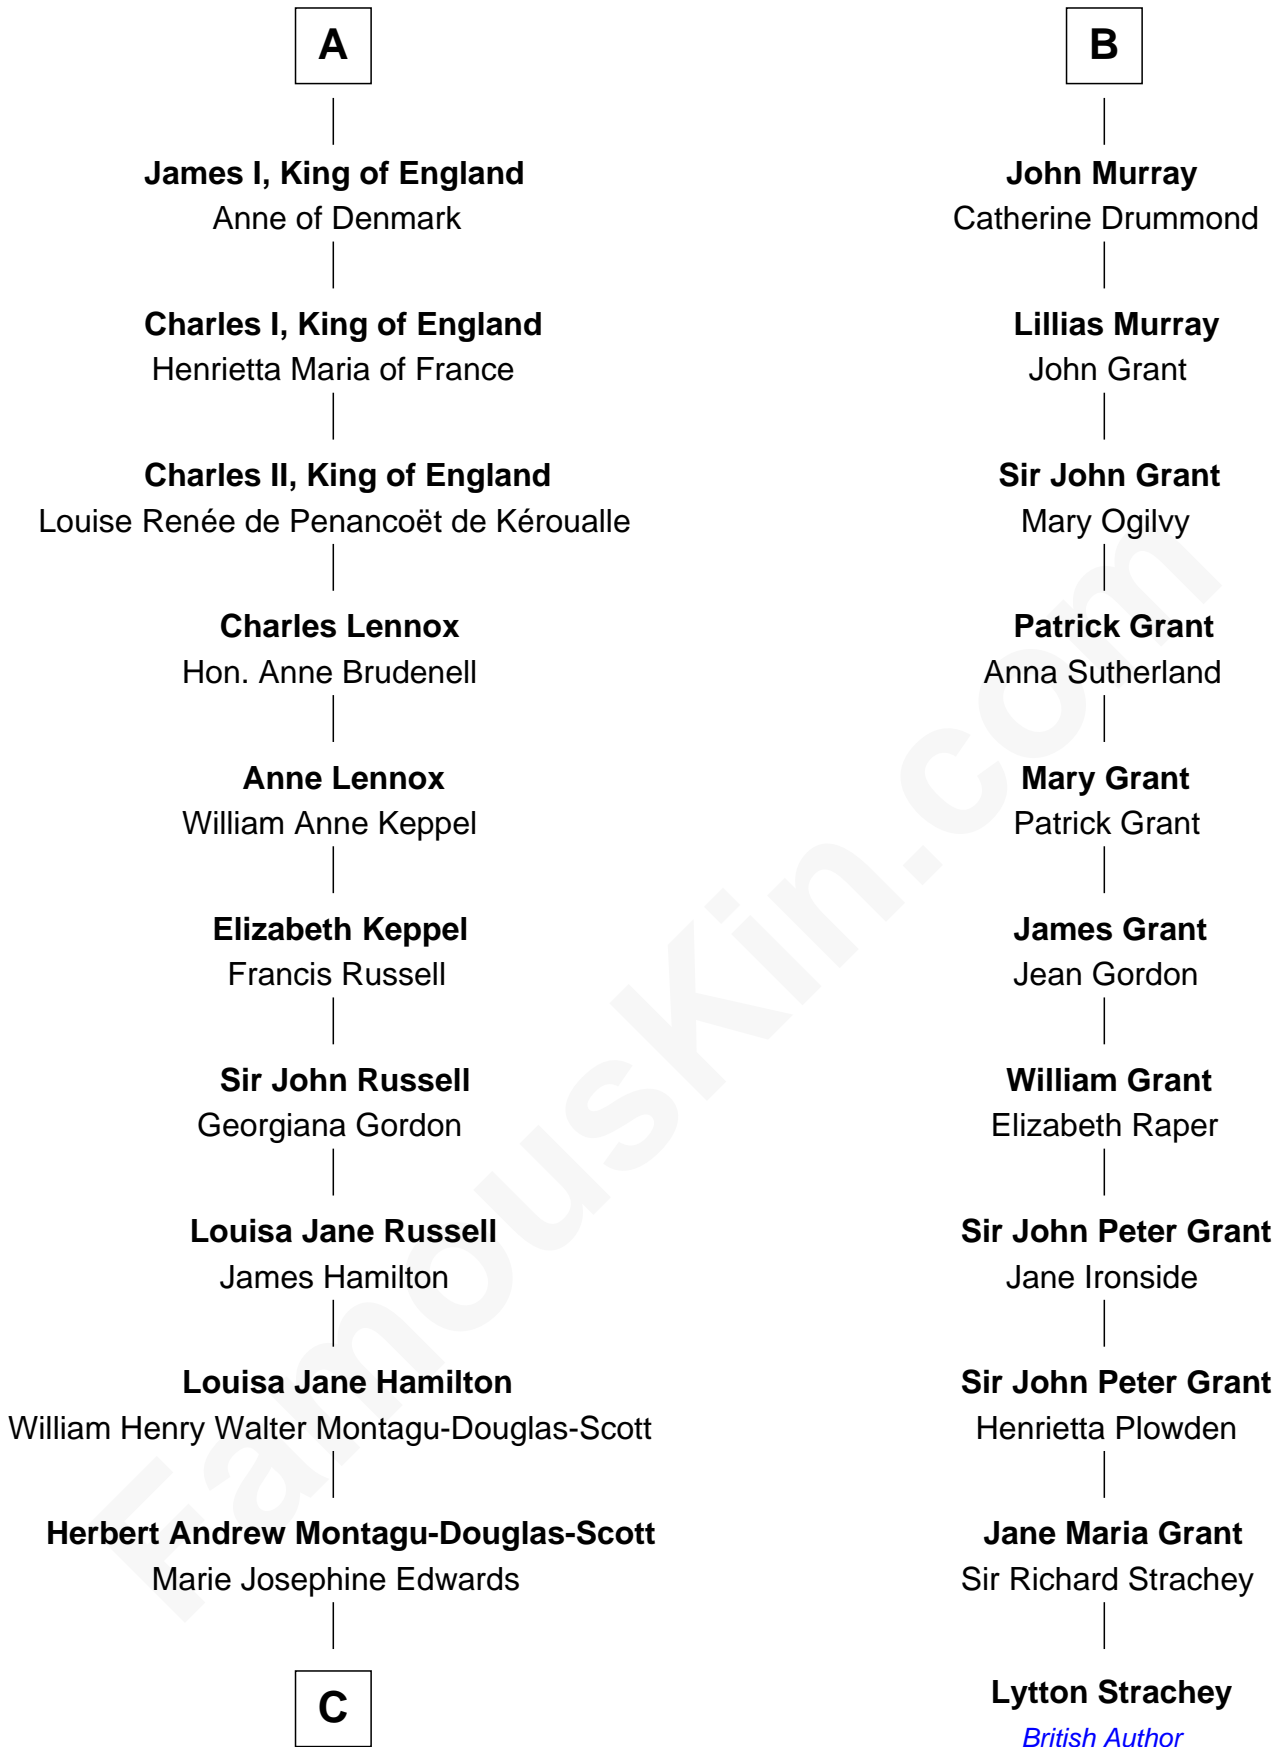 A
James I, King of England
Anne of Denmark
Charles I, King of England
Henrietta Maria of France
Charles II, King of England
Louise Renée de Penancoët de Kéroualle
Charles Lennox
Hon. Anne Brudenell
Anne Lennox
William Anne Keppel
Elizabeth Keppel
Francis Russell
Sir John Russell
Georgiana Gordon
Louisa Jane Russell
James Hamilton
Louisa Jane Hamilton
William Henry Walter Montagu-Douglas-Scott
Herbert Andrew Montagu-Douglas-Scott
Marie Josephine Edwards
C
B
John Murray
Catherine Drummond
Lillias Murray
John Grant
Sir John Grant
Mary Ogilvy
Patrick Grant
Anna Sutherland
Mary Grant
Patrick Grant
James Grant
Jean Gordon
William Grant
Elizabeth Raper
Sir John Peter Grant
Jane Ironside
Sir John Peter Grant
Henrietta Plowden
Jane Maria Grant
Sir Richard Strachey
Lytton Strachey
British Author
FamousKin.com